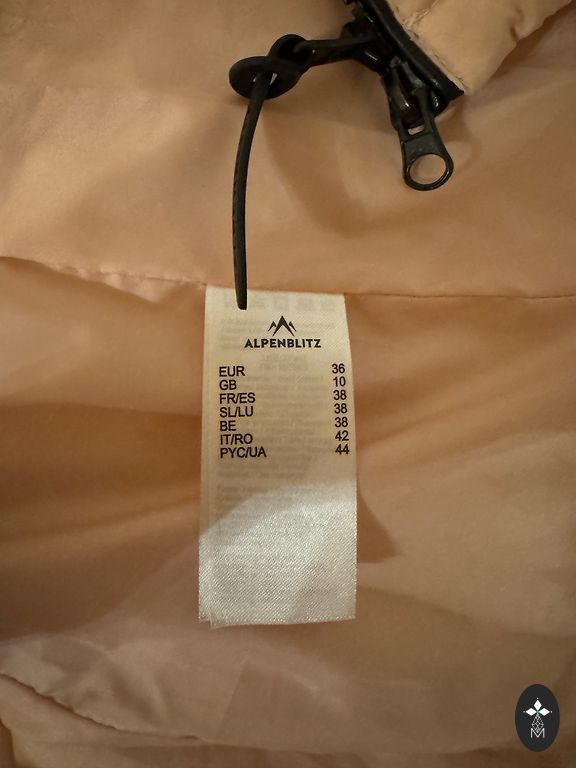 ALPENBLITZ
EUR 36
GB 10
FR/ES 38
SL/LU 38
BE 38
IT/RO 42
PYC/UA 44
M